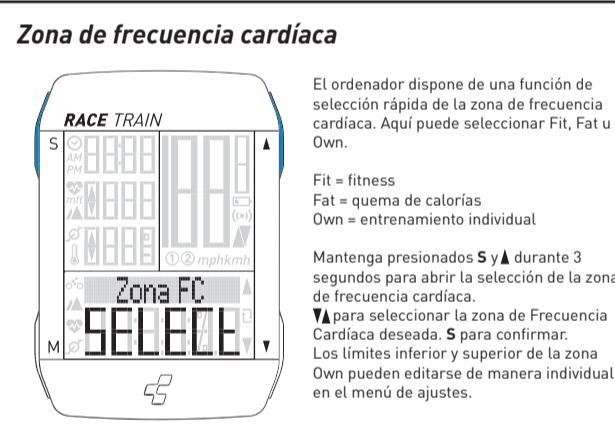 Zona de frecuencia cardíaca
RACE TRAIN
S
AM
PM
mft
①② mphkmh
Zona FC
SELECt
M
El ordenador dispone de una función de
selección rápida de la zona de frecuencia
cardíaca. Aquí puede seleccionar Fit, Fat u
Own.
Fit = fitness
Fat = quema de calorías
Own = entrenamiento individual
Mantenga presionados S y▲ durante 3
segundos para abrir la selección de la zona
de frecuencia cardíaca.
▼▲ para seleccionar la zona de Frecuencia
Cardíaca deseada. S para confirmar.
Los límites inferior y superior de la zona
Own pueden editarse de manera individual
en el menú de ajustes.